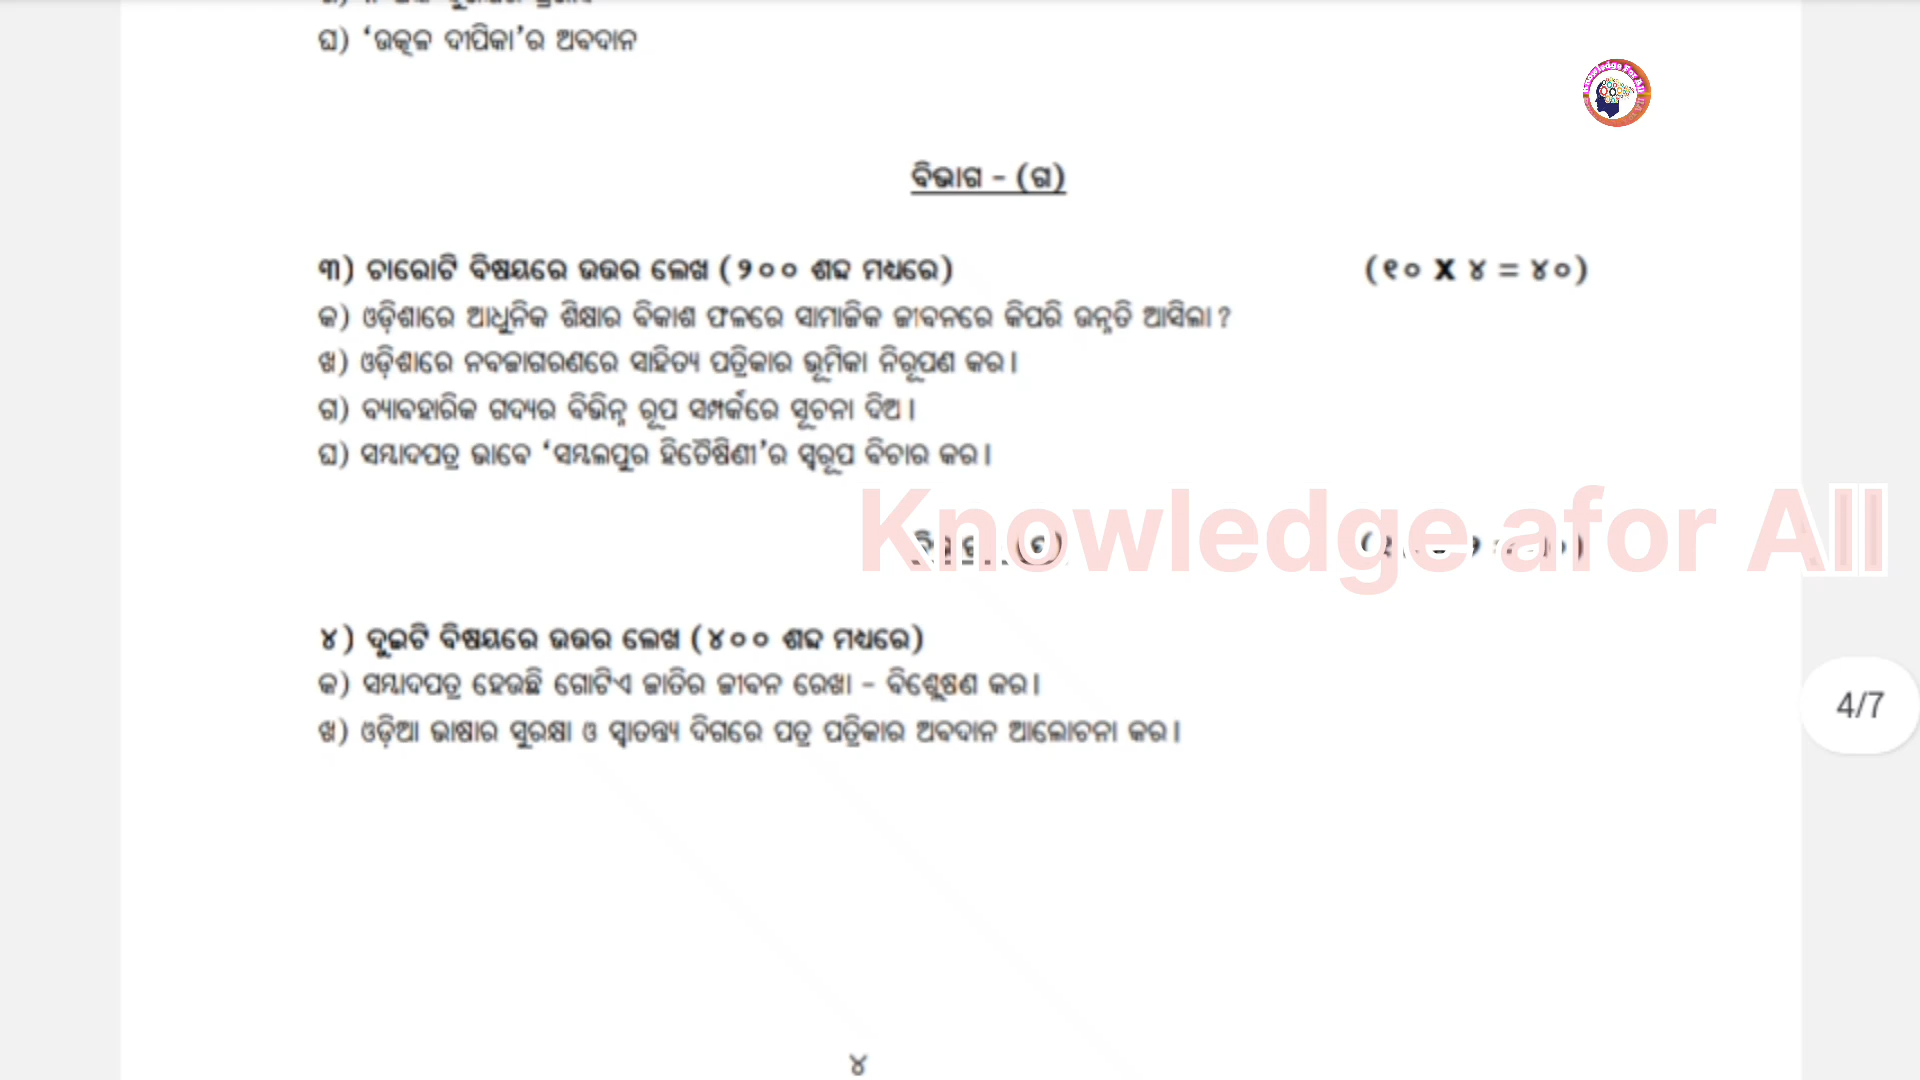 ଘ) ‘ଉତ୍କଳ ଦୀପିକା’ର ଅବଦାନ
Knowledge For All
ବିଭାଗ - (ଗ)
୩) ଚାରୋଟି ବିଷୟରେ ଉତ୍ତର ଲେଖ (୨୦୦ ଶବ୍ଦ ମଧ୍ୟରେ) (୧୦ X ୪ = ୪୦)
କ) ଓଡ଼ିଶାରେ ଆଧୁନିକ ଶିକ୍ଷାର ବିକାଶ ଫଳରେ ସାମାଜିକ ଜୀବନରେ କିପରି ଉନ୍ନତି ଆସିଲା ?
ଖ) ଓଡ଼ିଶାରେ ନବଜାଗରଣରେ ସାହିତ୍ୟ ପତ୍ରିକାର ଭୂମିକା ନିରୂପଣ କର।
ଗ) ବ୍ୟାବହାରିକ ଗଦ୍ୟର ବିଭିନ୍ନ ରୂପ ସମ୍ପର୍କରେ ସୂଚନା ଦିଅ।
ଘ) ସମ୍ବାଦପତ୍ର ଭାବେ ‘ସମ୍ବଲପୁର ହିତୈଷିଣୀ’ର ସ୍ୱରୂପ ବିଚାର କର।
Knowledge afor All
୪) ଦୁଇଟି ବିଷୟରେ ଉତ୍ତର ଲେଖ (୪୦୦ ଶବ୍ଦ ମଧ୍ୟରେ)
କ) ସମ୍ବାଦପତ୍ର ହେଉଛି ଗୋଟିଏ ଜାତିର ଜୀବନ ରେଖା - ବିଶ୍ଳେଷଣ କର।
ଖ) ଓଡ଼ିଆ ଭାଷାର ସୁରକ୍ଷା ଓ ସ୍ୱାତନ୍ତ୍ର୍ୟ ଦିଗରେ ପତ୍ର ପତ୍ରିକାର ଅବଦାନ ଆଲୋଚନା କର।
4/7
୪